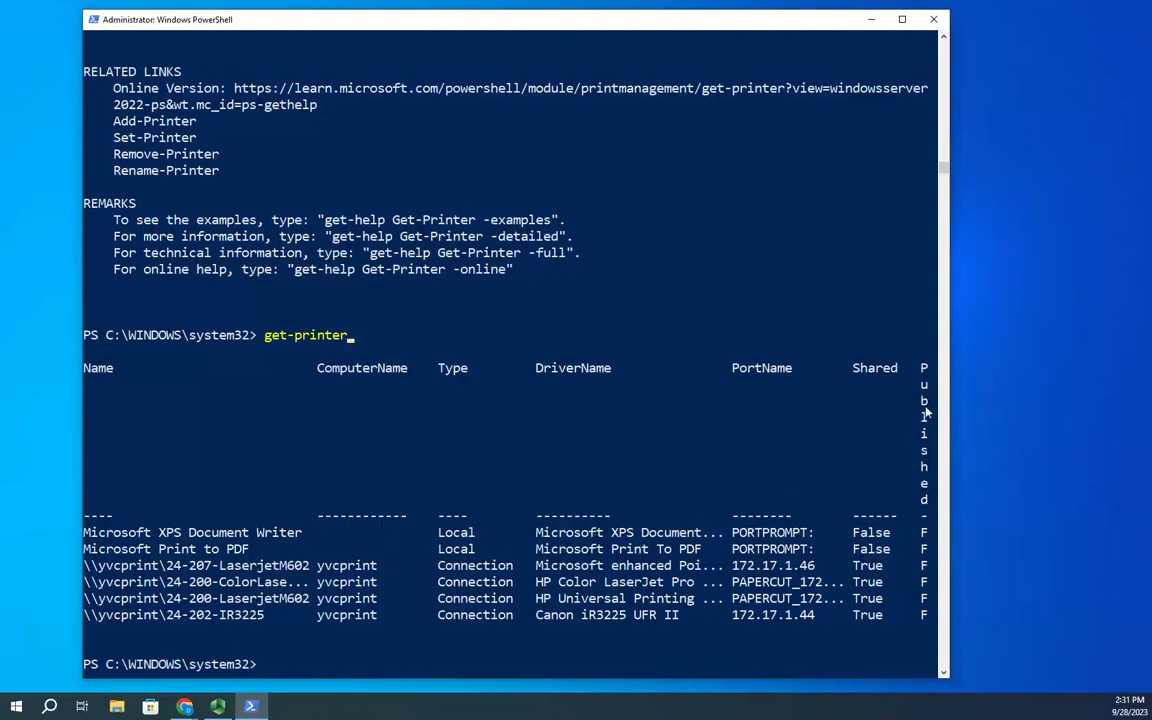 Administrator: Windows PowerShell
RELATED LINKS
Online Version: https://learn.microsoft.com/powershell/module/printmanagement/get-printer?view=windowsserver
2022-ps&wt.mc_id=ps-gethelp
Add-Printer
Set-Printer
Remove-Printer
Rename-Printer
REMARKS
To see the examples, type: "get-help Get-Printer -examples".
For more information, type: "get-help Get-Printer -detailed".
For technical information, type: "get-help Get-Printer -full".
For online help, type: "get-help Get-Printer -online"
PS C:\WINDOWS\system32> get-printer
Name ComputerName Type DriverName PortName Shared P
u
b
l
i
s
h
e
d
---- ------------ ---- ---------- -------- ------ -
Microsoft XPS Document Writer Local Microsoft XPS Document... PORTPROMPT: False F
Microsoft Print to PDF Local Microsoft Print To PDF PORTPROMPT: False F
\\yvcprint\24-207-LaserjetM602 yvcprint Connection Microsoft enhanced Poi... 172.17.1.46 True F
\\yvcprint\24-200-ColorLase... yvcprint Connection HP Color LaserJet Pro ... PAPERCUT_172... True F
\\yvcprint\24-200-LaserjetM602 yvcprint Connection HP Universal Printing ... PAPERCUT_172... True F
\\yvcprint\24-202-IR3225 yvcprint Connection Canon iR3225 UFR II 172.17.1.44 True F
PS C:\WINDOWS\system32>
2:31 PM
9/28/2023